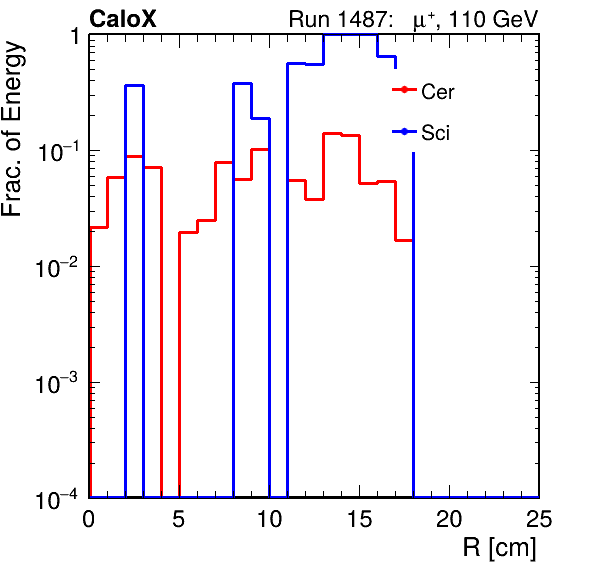 CaloX Run 1487: μ⁺, 110 GeV
Frac. of Energy
1
10⁻¹
10⁻²
10⁻³
10⁻⁴
Cer
Sci
0 5 10 15 20 25
R [cm]